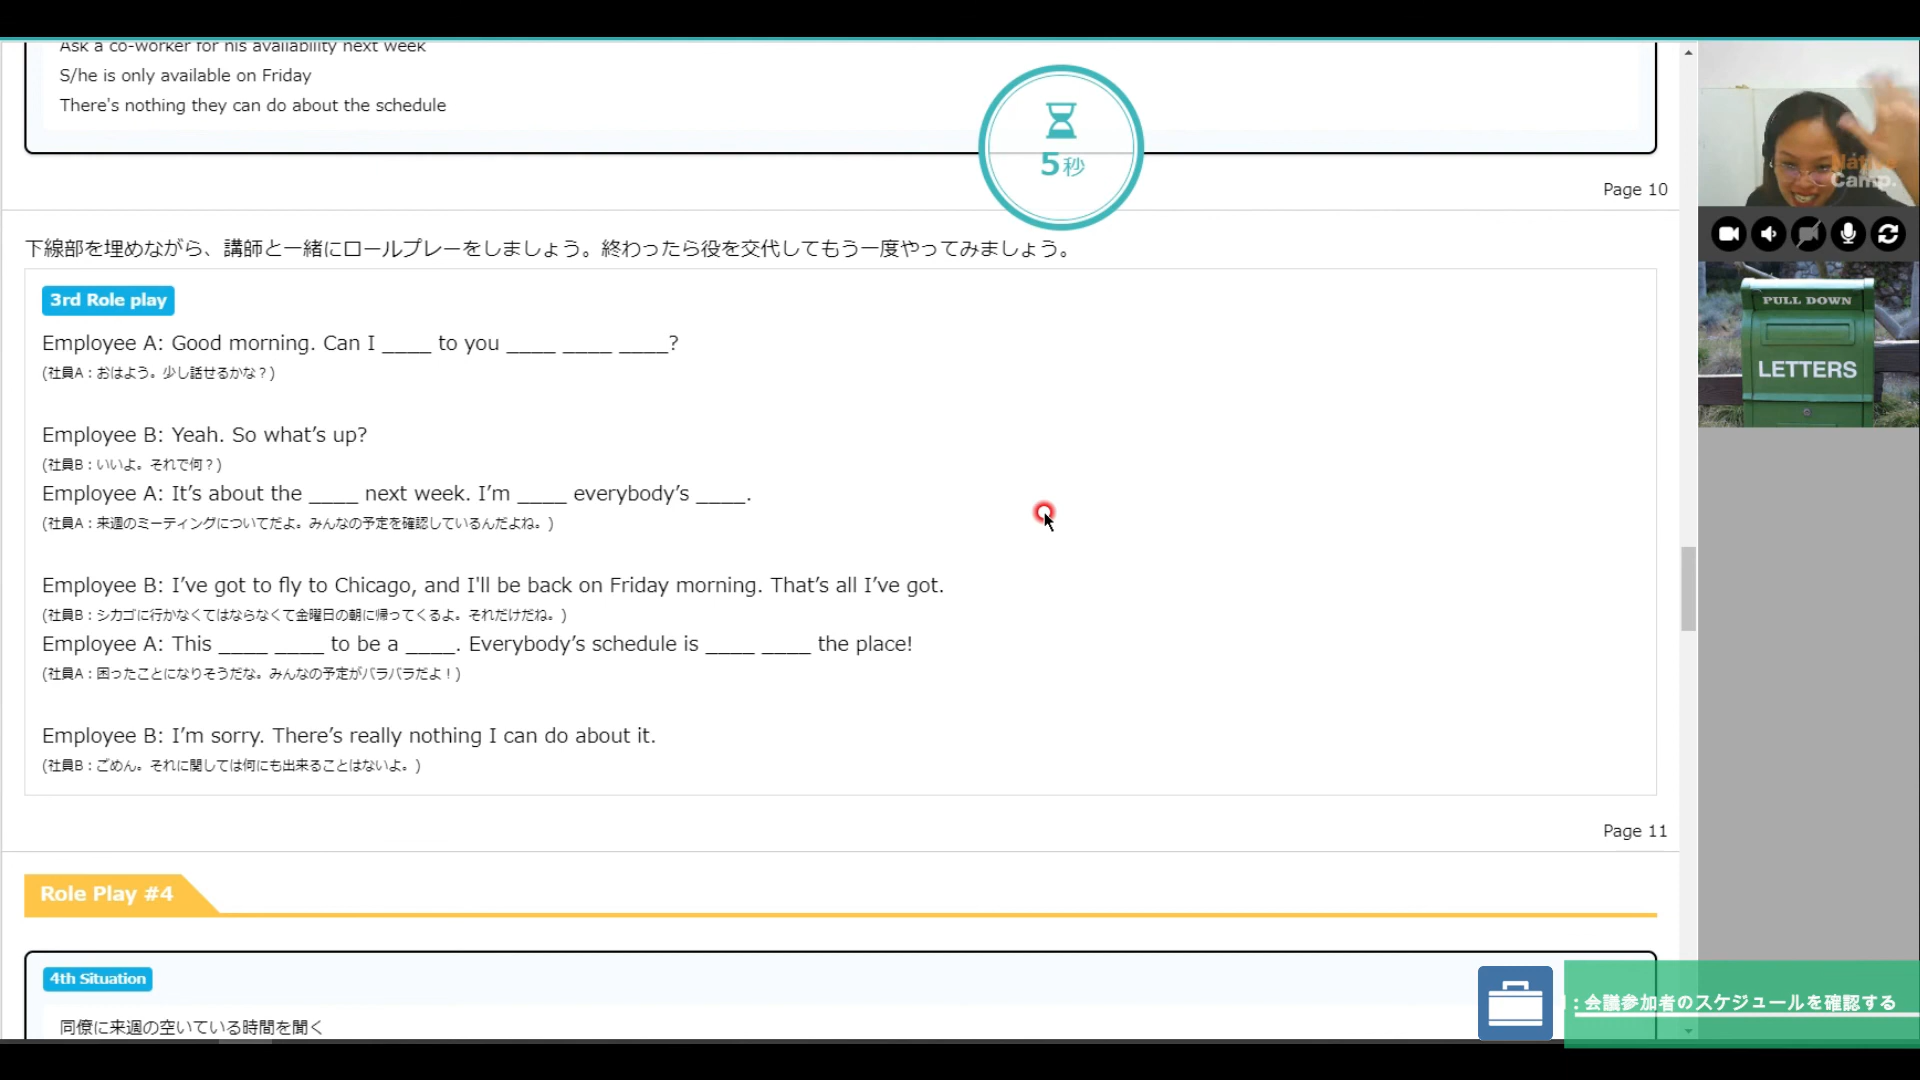 Ask a co-worker for his availability next week
S/he is only available on Friday
There's nothing they can do about the schedule
5秒
Page 10
下線部を埋めながら、講師と一緒にロールプレーをしましょう。終わったら役を交代してもう一度やってみましょう。
3rd Role play
Employee A: Good morning. Can I ____ to you ____ ____ ____?
(社員A：おはよう。少し話せるかな？)
Employee B: Yeah. So what’s up?
(社員B：いいよ。それで何？)
Employee A: It’s about the ____ next week. I’m ____ everybody’s ____.
(社員A：来週のミーティングについてだよ。みんなの予定を確認しているんだよね。)
Employee B: I’ve got to fly to Chicago, and I'll be back on Friday morning. That’s all I’ve got.
(社員B：シカゴに行かなくてはならなくて金曜日の朝に帰ってくるよ。それだけだね。)
Employee A: This ____ ____ to be a ____. Everybody’s schedule is ____ ____ the place!
(社員A：困ったことになりそうだな。みんなの予定がバラバラだよ！)
Employee B: I’m sorry. There’s really nothing I can do about it.
(社員B：ごめん。それに関しては何にも出来ることはないよ。)
Page 11
Role Play #4
4th Situation
同僚に来週の空いている時間を聞く
Native
Camp.
PULL DOWN
LETTERS
：会議参加者のスケジュールを確認する